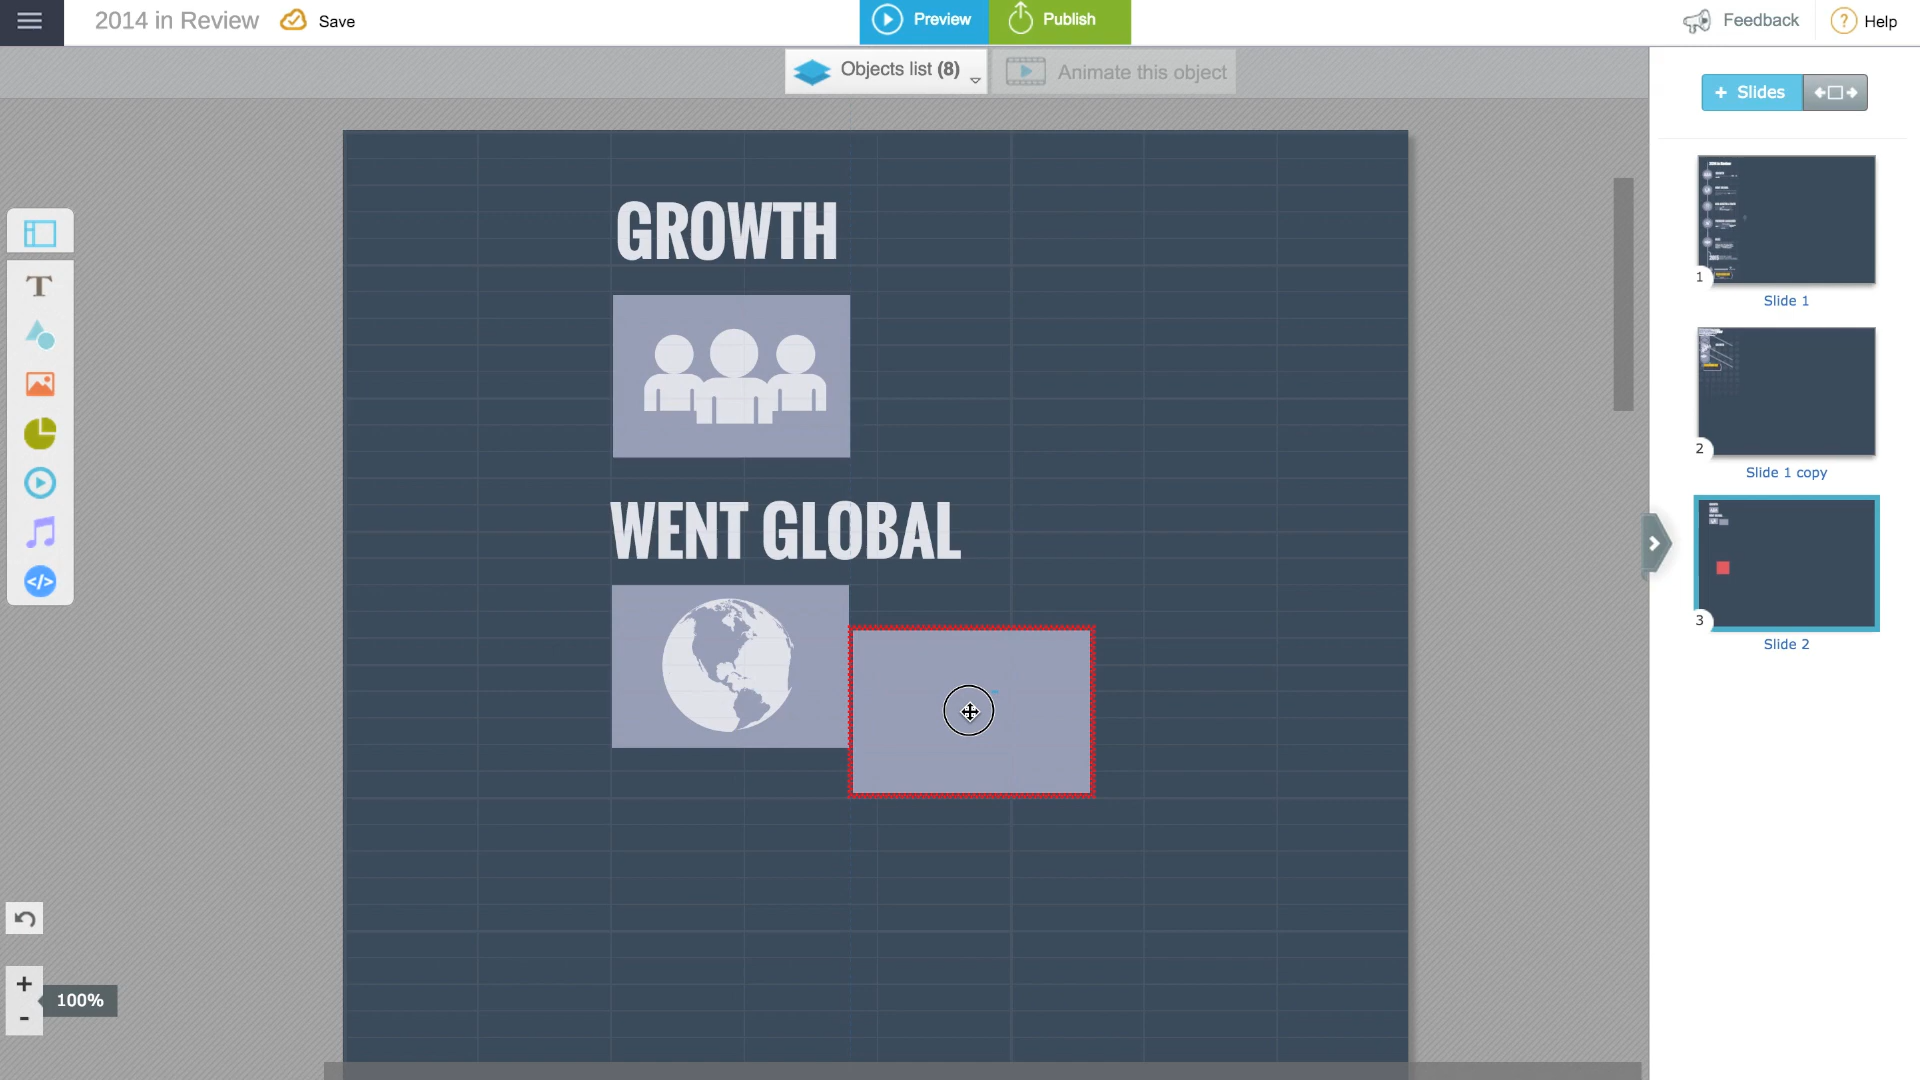 2014 in Review
Save
Preview
Publish
Feedback
? Help
Objects list (8)
Animate this object
+ Slides
GROWTH
T
1
Slide 1
2
Slide 1 copy
WENT GLOBAL
</>
3
Slide 2
+
100%
-